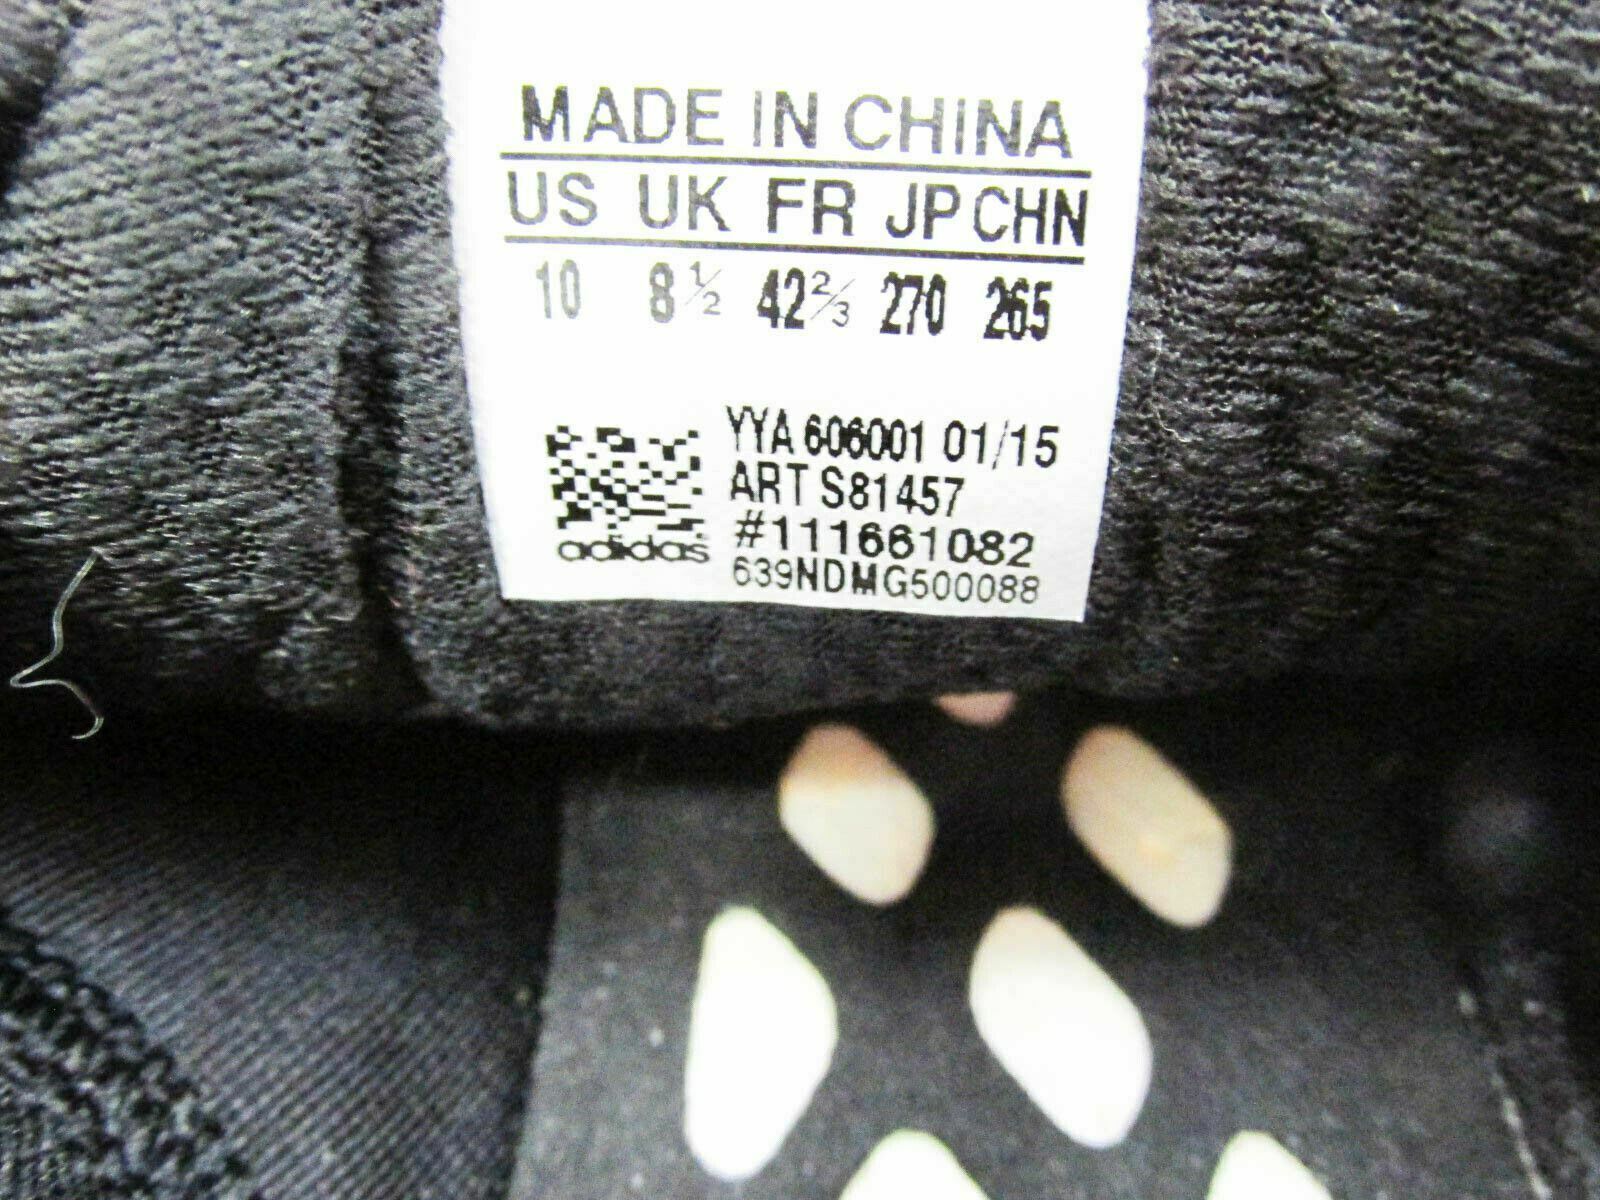 MADE IN CHINA
US UK FR JP CHN
10 8½ 42⅔ 270 265
YYA 606001 01/15
ART S81457
#111661082
639NDMG500088
adidas